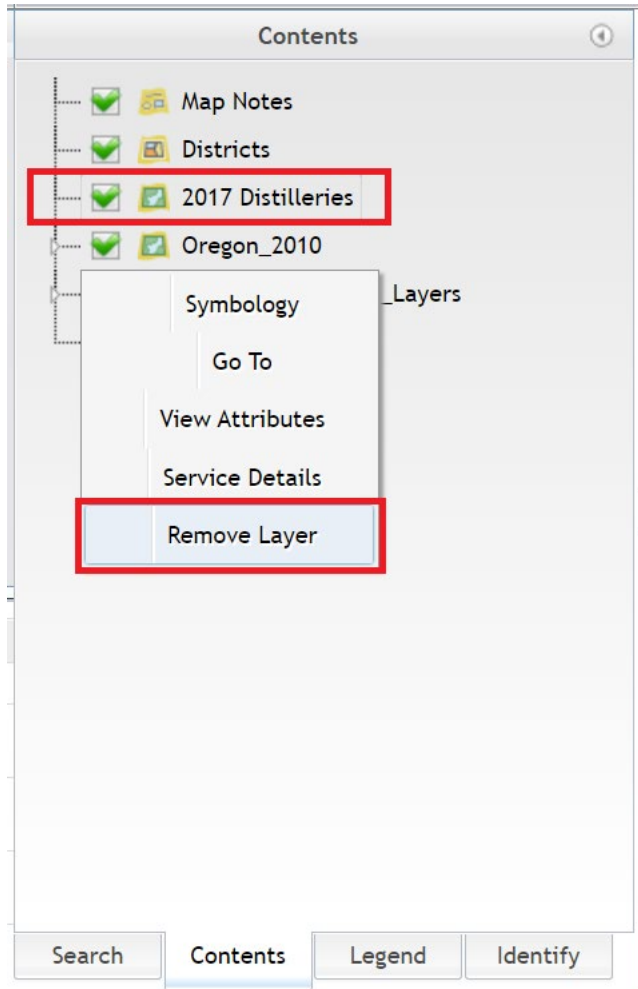 Contents
Map Notes
Districts
2017 Distilleries
Oregon_2010
_Layers
Symbology
Go To
View Attributes
Service Details
Remove Layer
Search
Contents
Legend
Identify